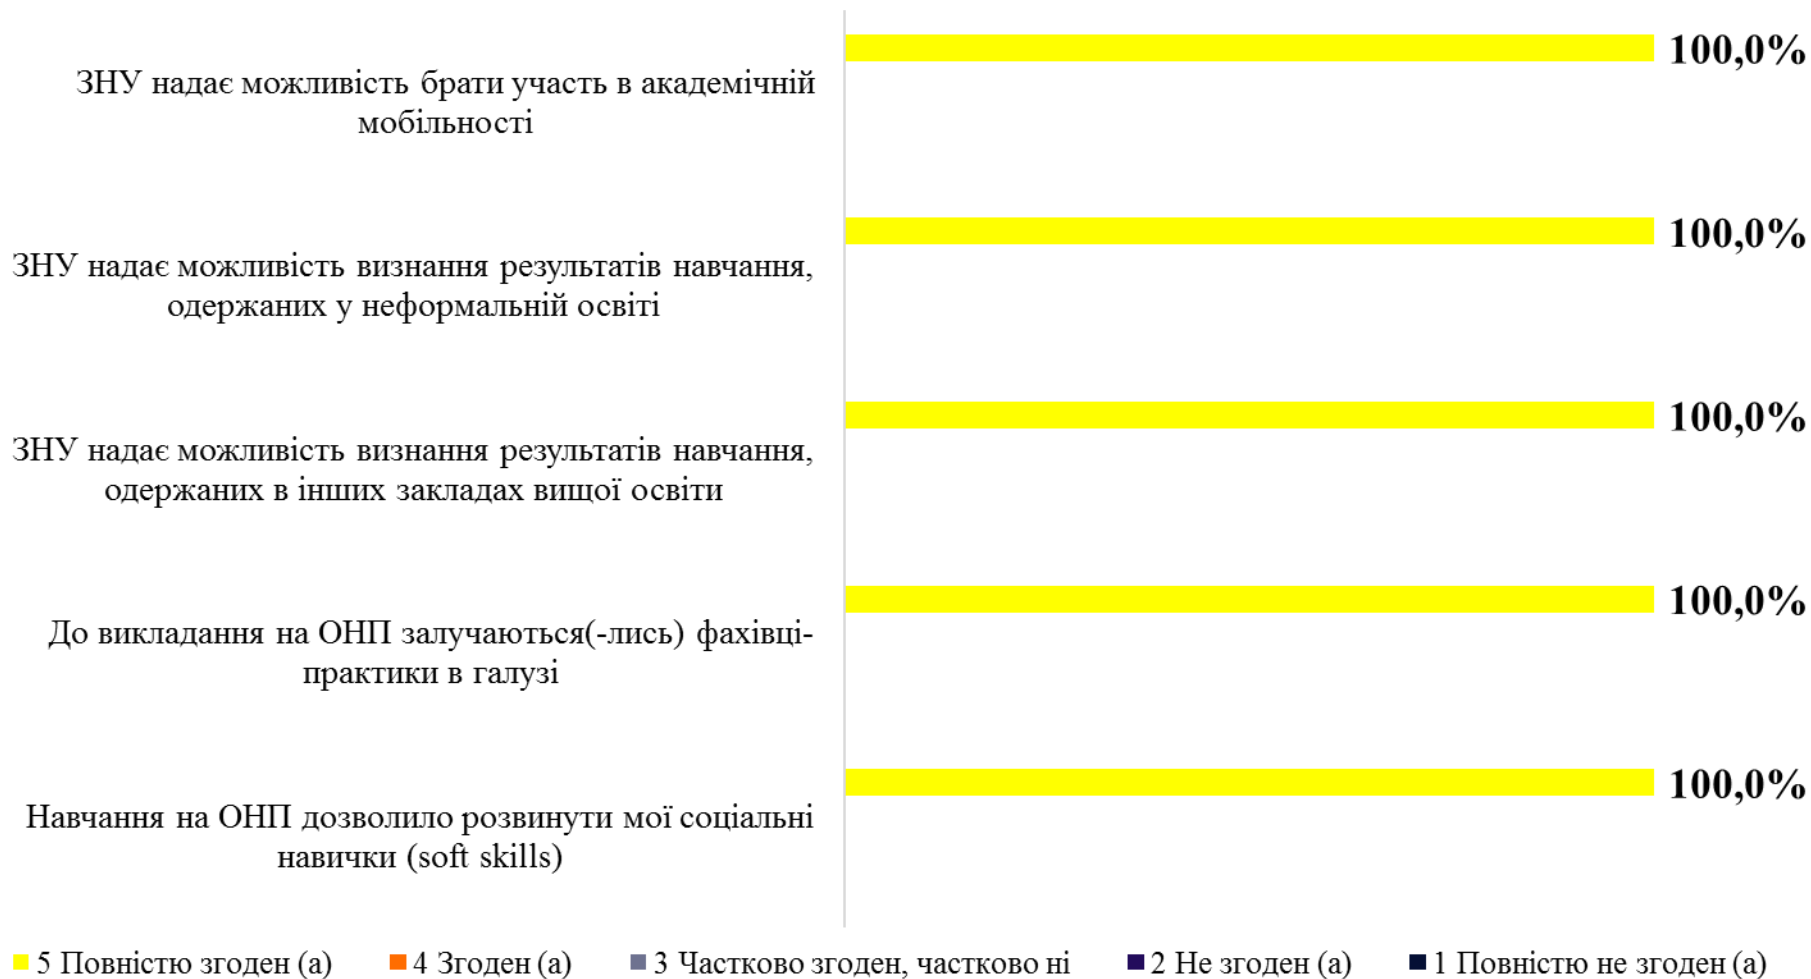 100,0%
ЗНУ надає можливість брати участь в академічній
мобільності
100,0%
ЗНУ надає можливість визнання результатів навчання,
одержаних у неформальній освіті
100,0%
ЗНУ надає можливість визнання результатів навчання,
одержаних в інших закладах вищої освіти
100,0%
До викладання на ОНП залучаються(-лись) фахівці-
практики в галузі
100,0%
Навчання на ОНП дозволило розвинути мої соціальні
навички (soft skills)
5 Повністю згоден (а) 4 Згоден (а) 3 Частково згоден, частково ні 2 Не згоден (а) 1 Повністю не згоден (а)